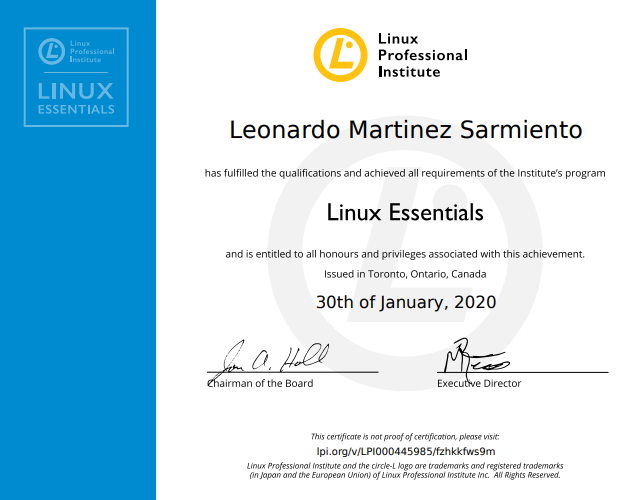 Linux
Professional
Institute
LINUX
ESSENTIALS
Linux
Professional
Institute
Leonardo Martinez Sarmiento
has fulfilled the qualifications and achieved all requirements of the Institute's program
Linux Essentials
and is entitled to all honours and privileges associated with this achievement.
Issued in Toronto, Ontario, Canada
30th of January, 2020
Jon A. Hall
Chairman of the Board
Executive Director
This certificate is not proof of certification, please visit:
lpi.org/v/LPI000445985/fzhkkfws9m
Linux Professional Institute and the circle-L logo are trademarks and registered trademarks
(in Japan and the European Union) of Linux Professional Institute Inc. All Rights Reserved.